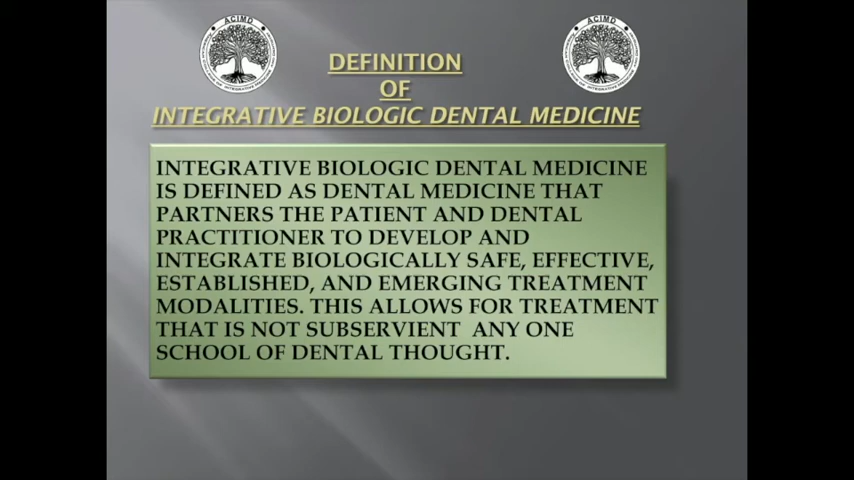 ACIMD
ACIMD
DEFINITION
OF
INTEGRATIVE BIOLOGIC DENTAL MEDICINE
INTEGRATIVE BIOLOGIC DENTAL MEDICINE
IS DEFINED AS DENTAL MEDICINE THAT
PARTNERS THE PATIENT AND DENTAL
PRACTITIONER TO DEVELOP AND
INTEGRATE BIOLOGICALLY SAFE, EFFECTIVE,
ESTABLISHED, AND EMERGING TREATMENT
MODALITIES. THIS ALLOWS FOR TREATMENT
THAT IS NOT SUBSERVIENT ANY ONE
SCHOOL OF DENTAL THOUGHT.